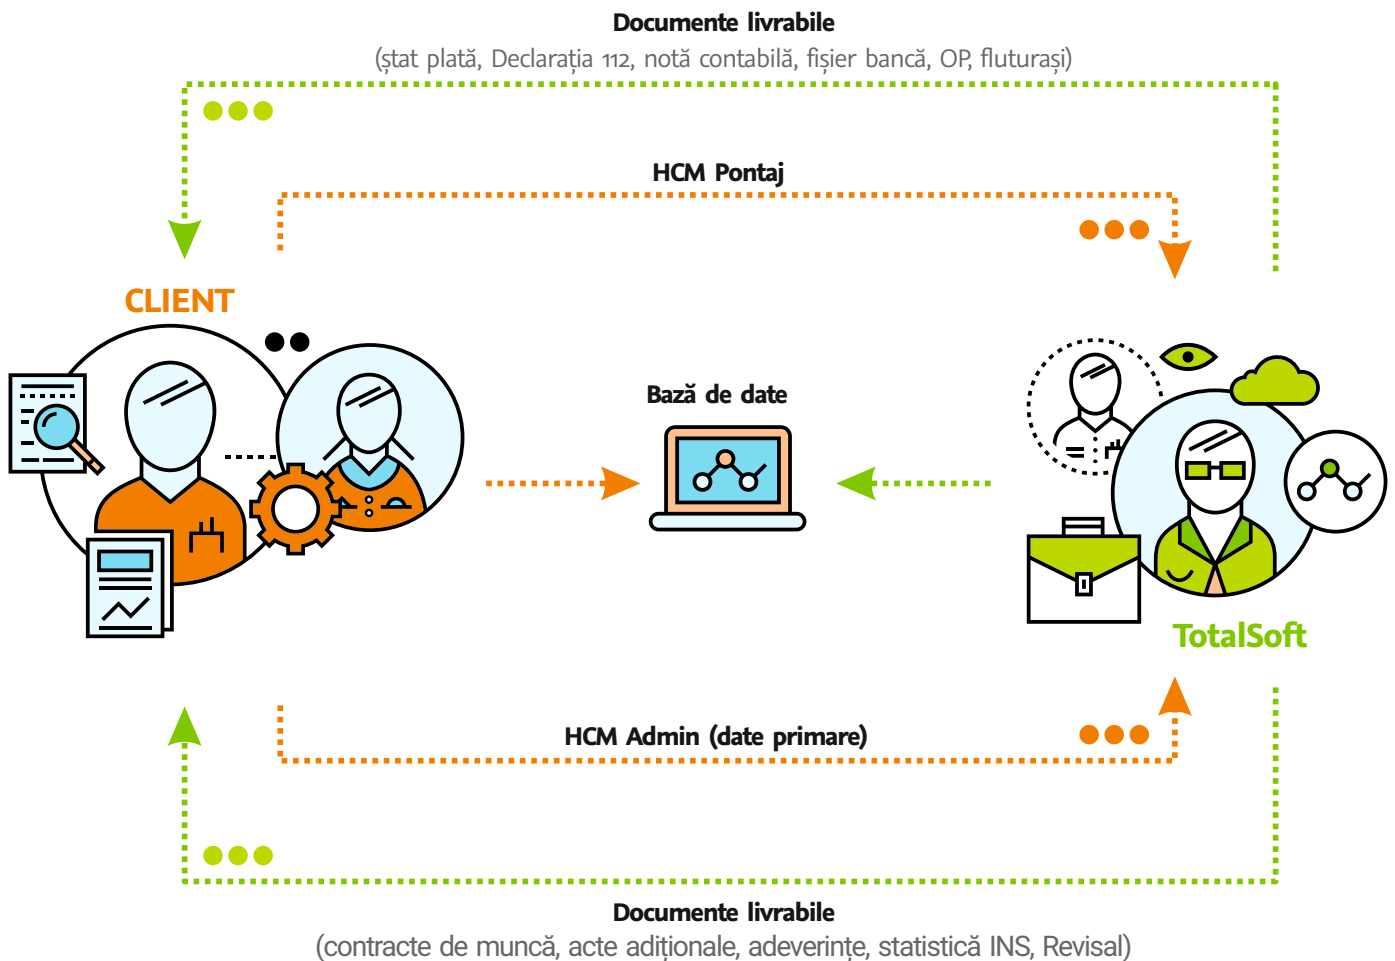 Documente livrabile
(ștat plată, Declarația 112, notă contabilă, fișier bancă, OP, fluturași)
HCM Pontaj
CLIENT
Bază de date
TotalSoft
HCM Admin (date primare)
Documente livrabile
(contracte de muncă, acte adiționale, adeverințe, statistică INS, Revisal)